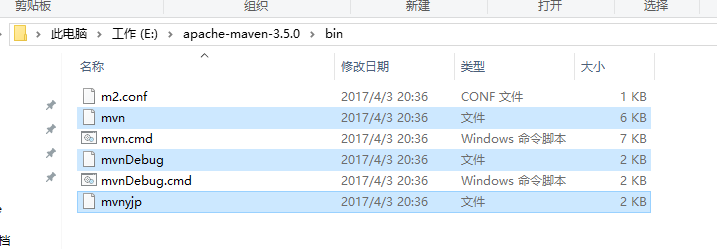 剪贴板 组织 新建 打开 选择
此电脑 › 工作 (E:) › apache-maven-3.5.0 › bin
名称 修改日期 类型 大小
m2.conf 2017/4/3 20:36 CONF 文件 1 KB
mvn 2017/4/3 20:36 文件 6 KB
mvn.cmd 2017/4/3 20:36 Windows 命令脚本 7 KB
mvnDebug 2017/4/3 20:36 文件 2 KB
mvnDebug.cmd 2017/4/3 20:36 Windows 命令脚本 2 KB
mvnyjp 2017/4/3 20:36 文件 2 KB
档